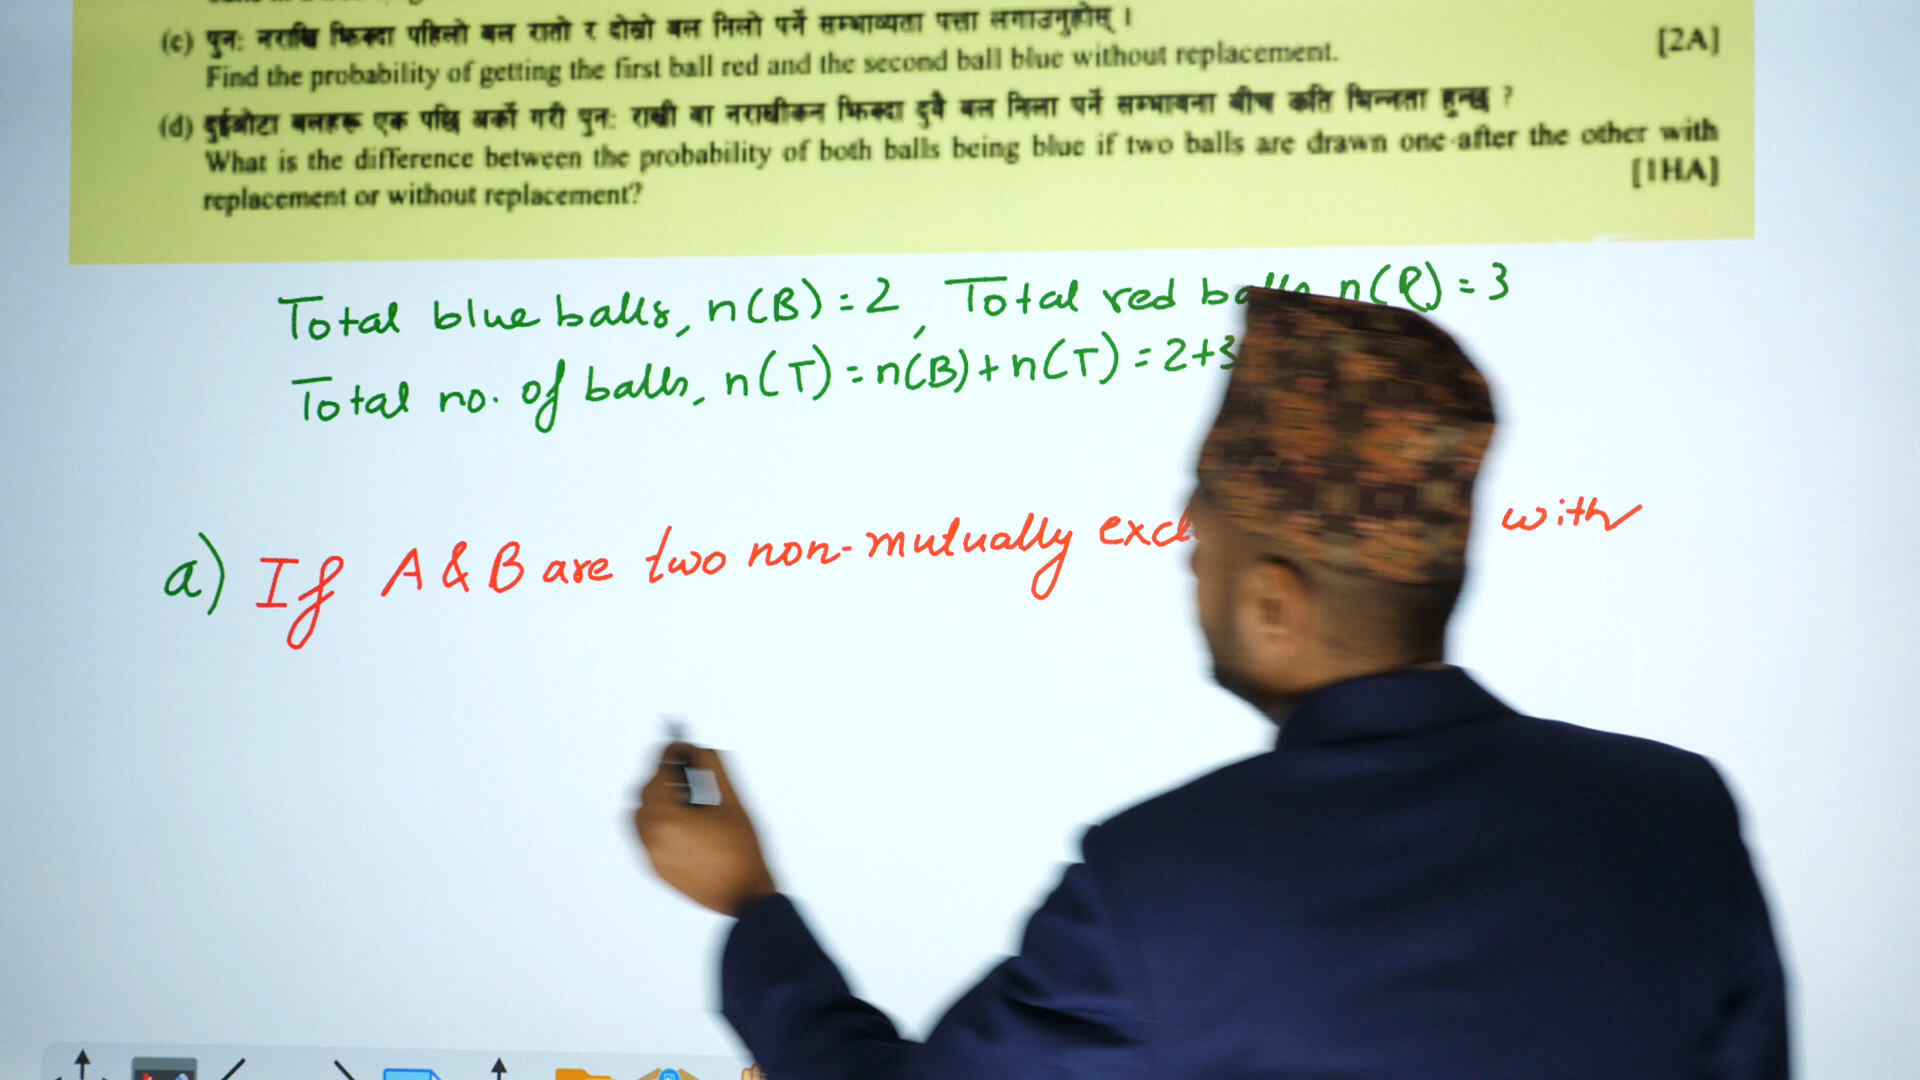 (c) पुनः नराखि झिक्दा पहिलो बल रातो र दोस्रो बल निलो पर्ने सम्भाव्यता पत्ता लगाउनुहोस् ।
Find the probability of getting the first ball red and the second ball blue without replacement. [2A]
(d) दुईओटा बलहरू एक पछि अर्को गरी पुनः राखी वा नराखीकन झिक्दा दुवै बल निला पर्ने सम्भावना बीच कति भिन्नता हुन्छ ?
What is the difference between the probability of both balls being blue if two balls are drawn one after the other with
replacement or without replacement? [1HA]
Total blue balls, n(B) = 2, Total red balls n(R) = 3
Total no. of balls, n(T) = n(B) + n(T) = 2+3
a) If A & B are two non-mutually with